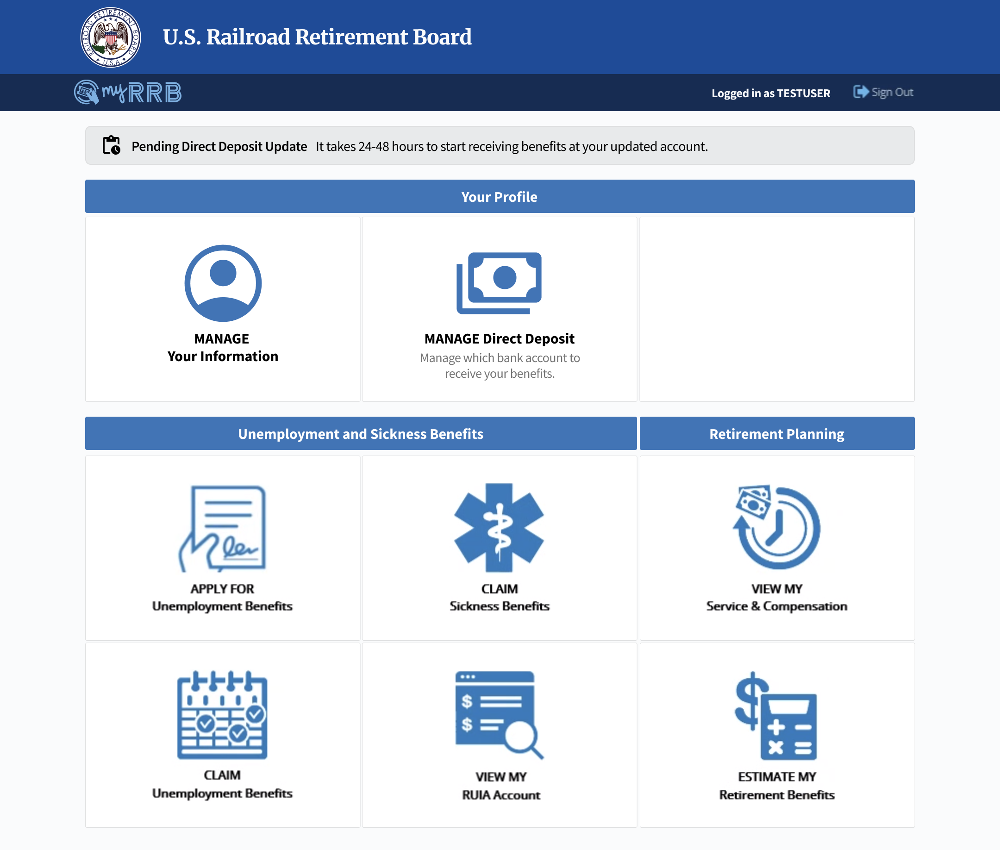 RAILROAD RETIREMENT BOARD
U.S.A.
U.S. Railroad Retirement Board
myRRB
Logged in as TESTUSER
Sign Out
Pending Direct Deposit Update It takes 24-48 hours to start receiving benefits at your updated account.
Your Profile
MANAGE
Your Information
MANAGE Direct Deposit
Manage which bank account to
receive your benefits.
Unemployment and Sickness Benefits
Retirement Planning
APPLY FOR
Unemployment Benefits
CLAIM
Sickness Benefits
VIEW MY
Service & Compensation
CLAIM
Unemployment Benefits
VIEW MY
RUIA Account
ESTIMATE MY
Retirement Benefits